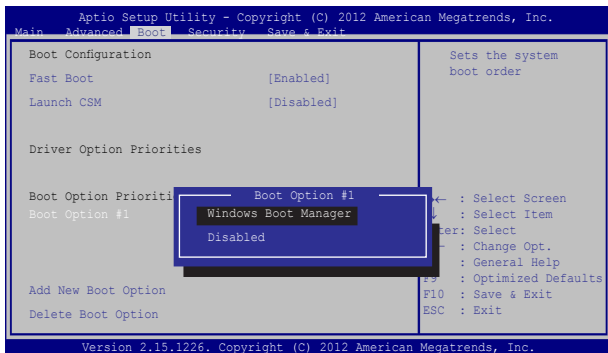 Aptio Setup Utility - Copyright (C) 2012 American Megatrends, Inc.
Main Advanced Boot Security Save & Exit
Boot Configuration
Fast Boot [Enabled]
Launch CSM [Disabled]
Driver Option Priorities
Boot Option Prioriti
Boot Option #1
Add New Boot Option
Delete Boot Option
Boot Option #1
Windows Boot Manager
Disabled
Sets the system
boot order
→← : Select Screen
: Select Item
ter: Select
: Change Opt.
: General Help
F9 : Optimized Defaults
F10 : Save & Exit
ESC : Exit
Version 2.15.1226. Copyright (C) 2012 American Megatrends, Inc.